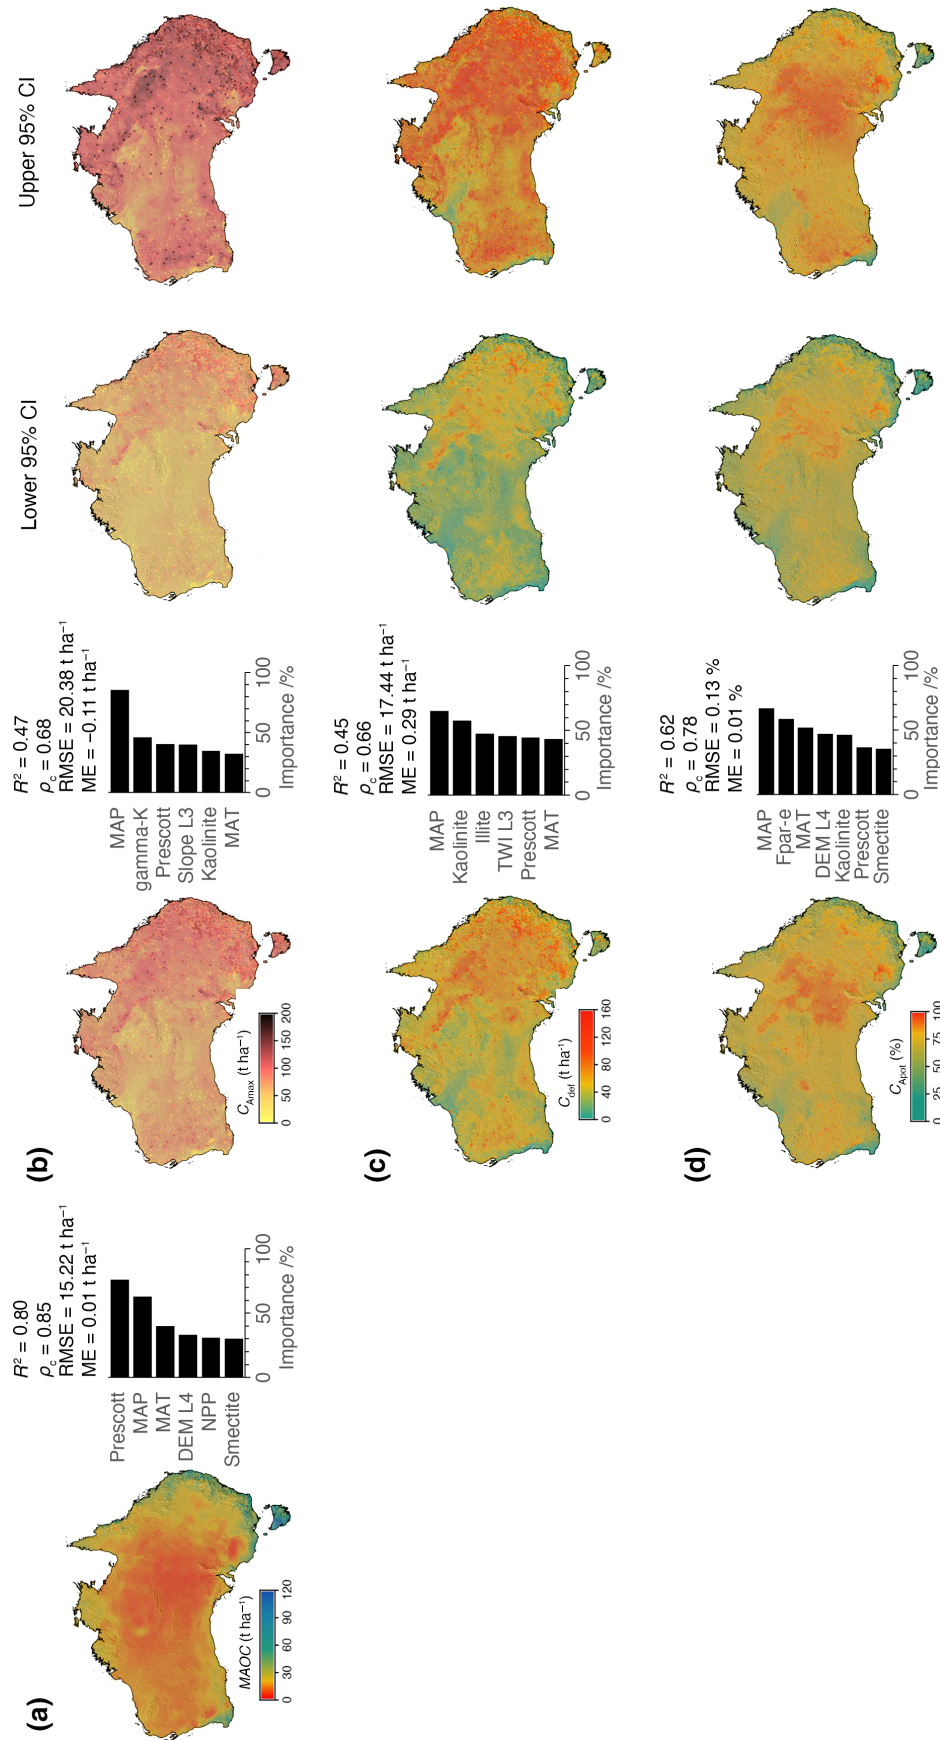 Lower 95% CI
Upper 95% CI
(a)
MAOC (t ha⁻¹)
0 30 60 90 120
R² = 0.80
ρc = 0.85
RMSE = 15.22 t ha⁻¹
ME = 0.01 t ha⁻¹
Prescott
MAP
MAT
DEM L4
NPP
Smectite
0 50 100
Importance /%
(b)
CAmax (t ha⁻¹)
0 50 100 150 200
R² = 0.47
ρc = 0.68
RMSE = 20.38 t ha⁻¹
ME = −0.11 t ha⁻¹
MAP
gamma-K
Prescott
Slope L3
Kaolinite
MAT
0 50 100
Importance /%
(c)
Cdef (t ha⁻¹)
0 40 80 120 160
R² = 0.45
ρc = 0.66
RMSE = 17.44 t ha⁻¹
ME = 0.29 t ha⁻¹
MAP
Kaolinite
Illite
TWI L3
Prescott
MAT
0 50 100
Importance /%
(d)
CApot (%)
0 25 50 75 100
R² = 0.62
ρc = 0.78
RMSE = 0.13 %
ME = 0.01 %
MAP
Fpar-e
MAT
DEM L4
Kaolinite
Prescott
Smectite
0 50 100
Importance /%